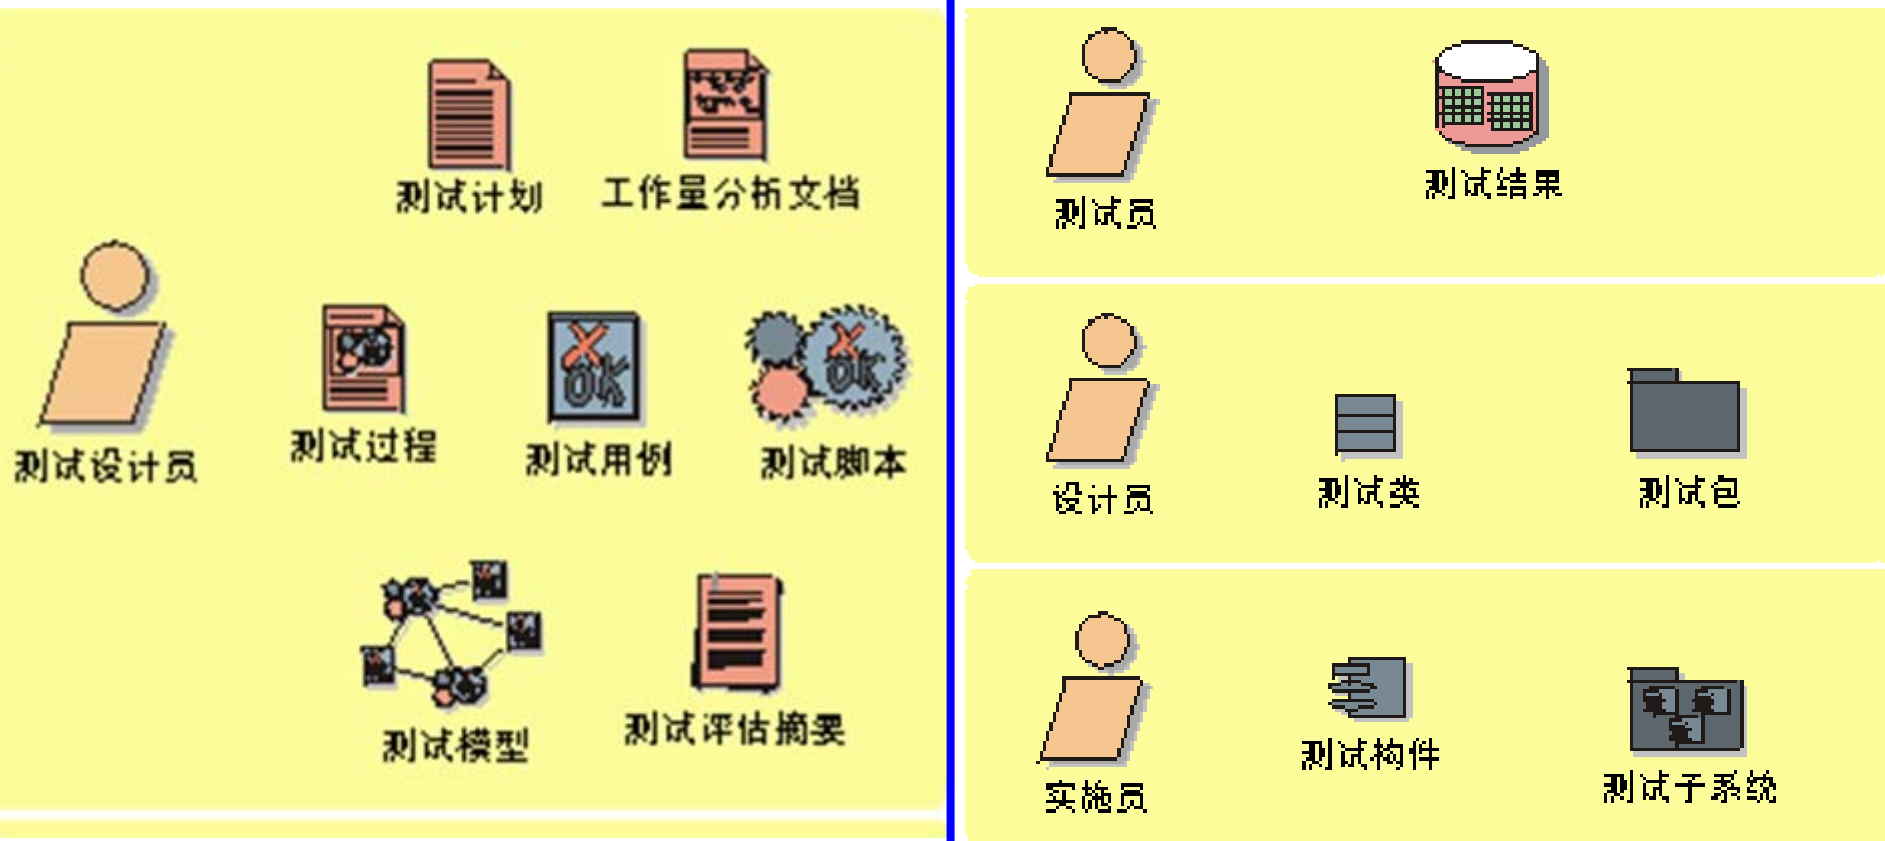 测试计划
工作量分析文档
测试设计员
测试过程
测试用例
OK
测试脚本
OK
测试模型
测试评估摘要
测试员
测试结果
设计员
测试类
测试包
实施员
测试构件
测试子系统